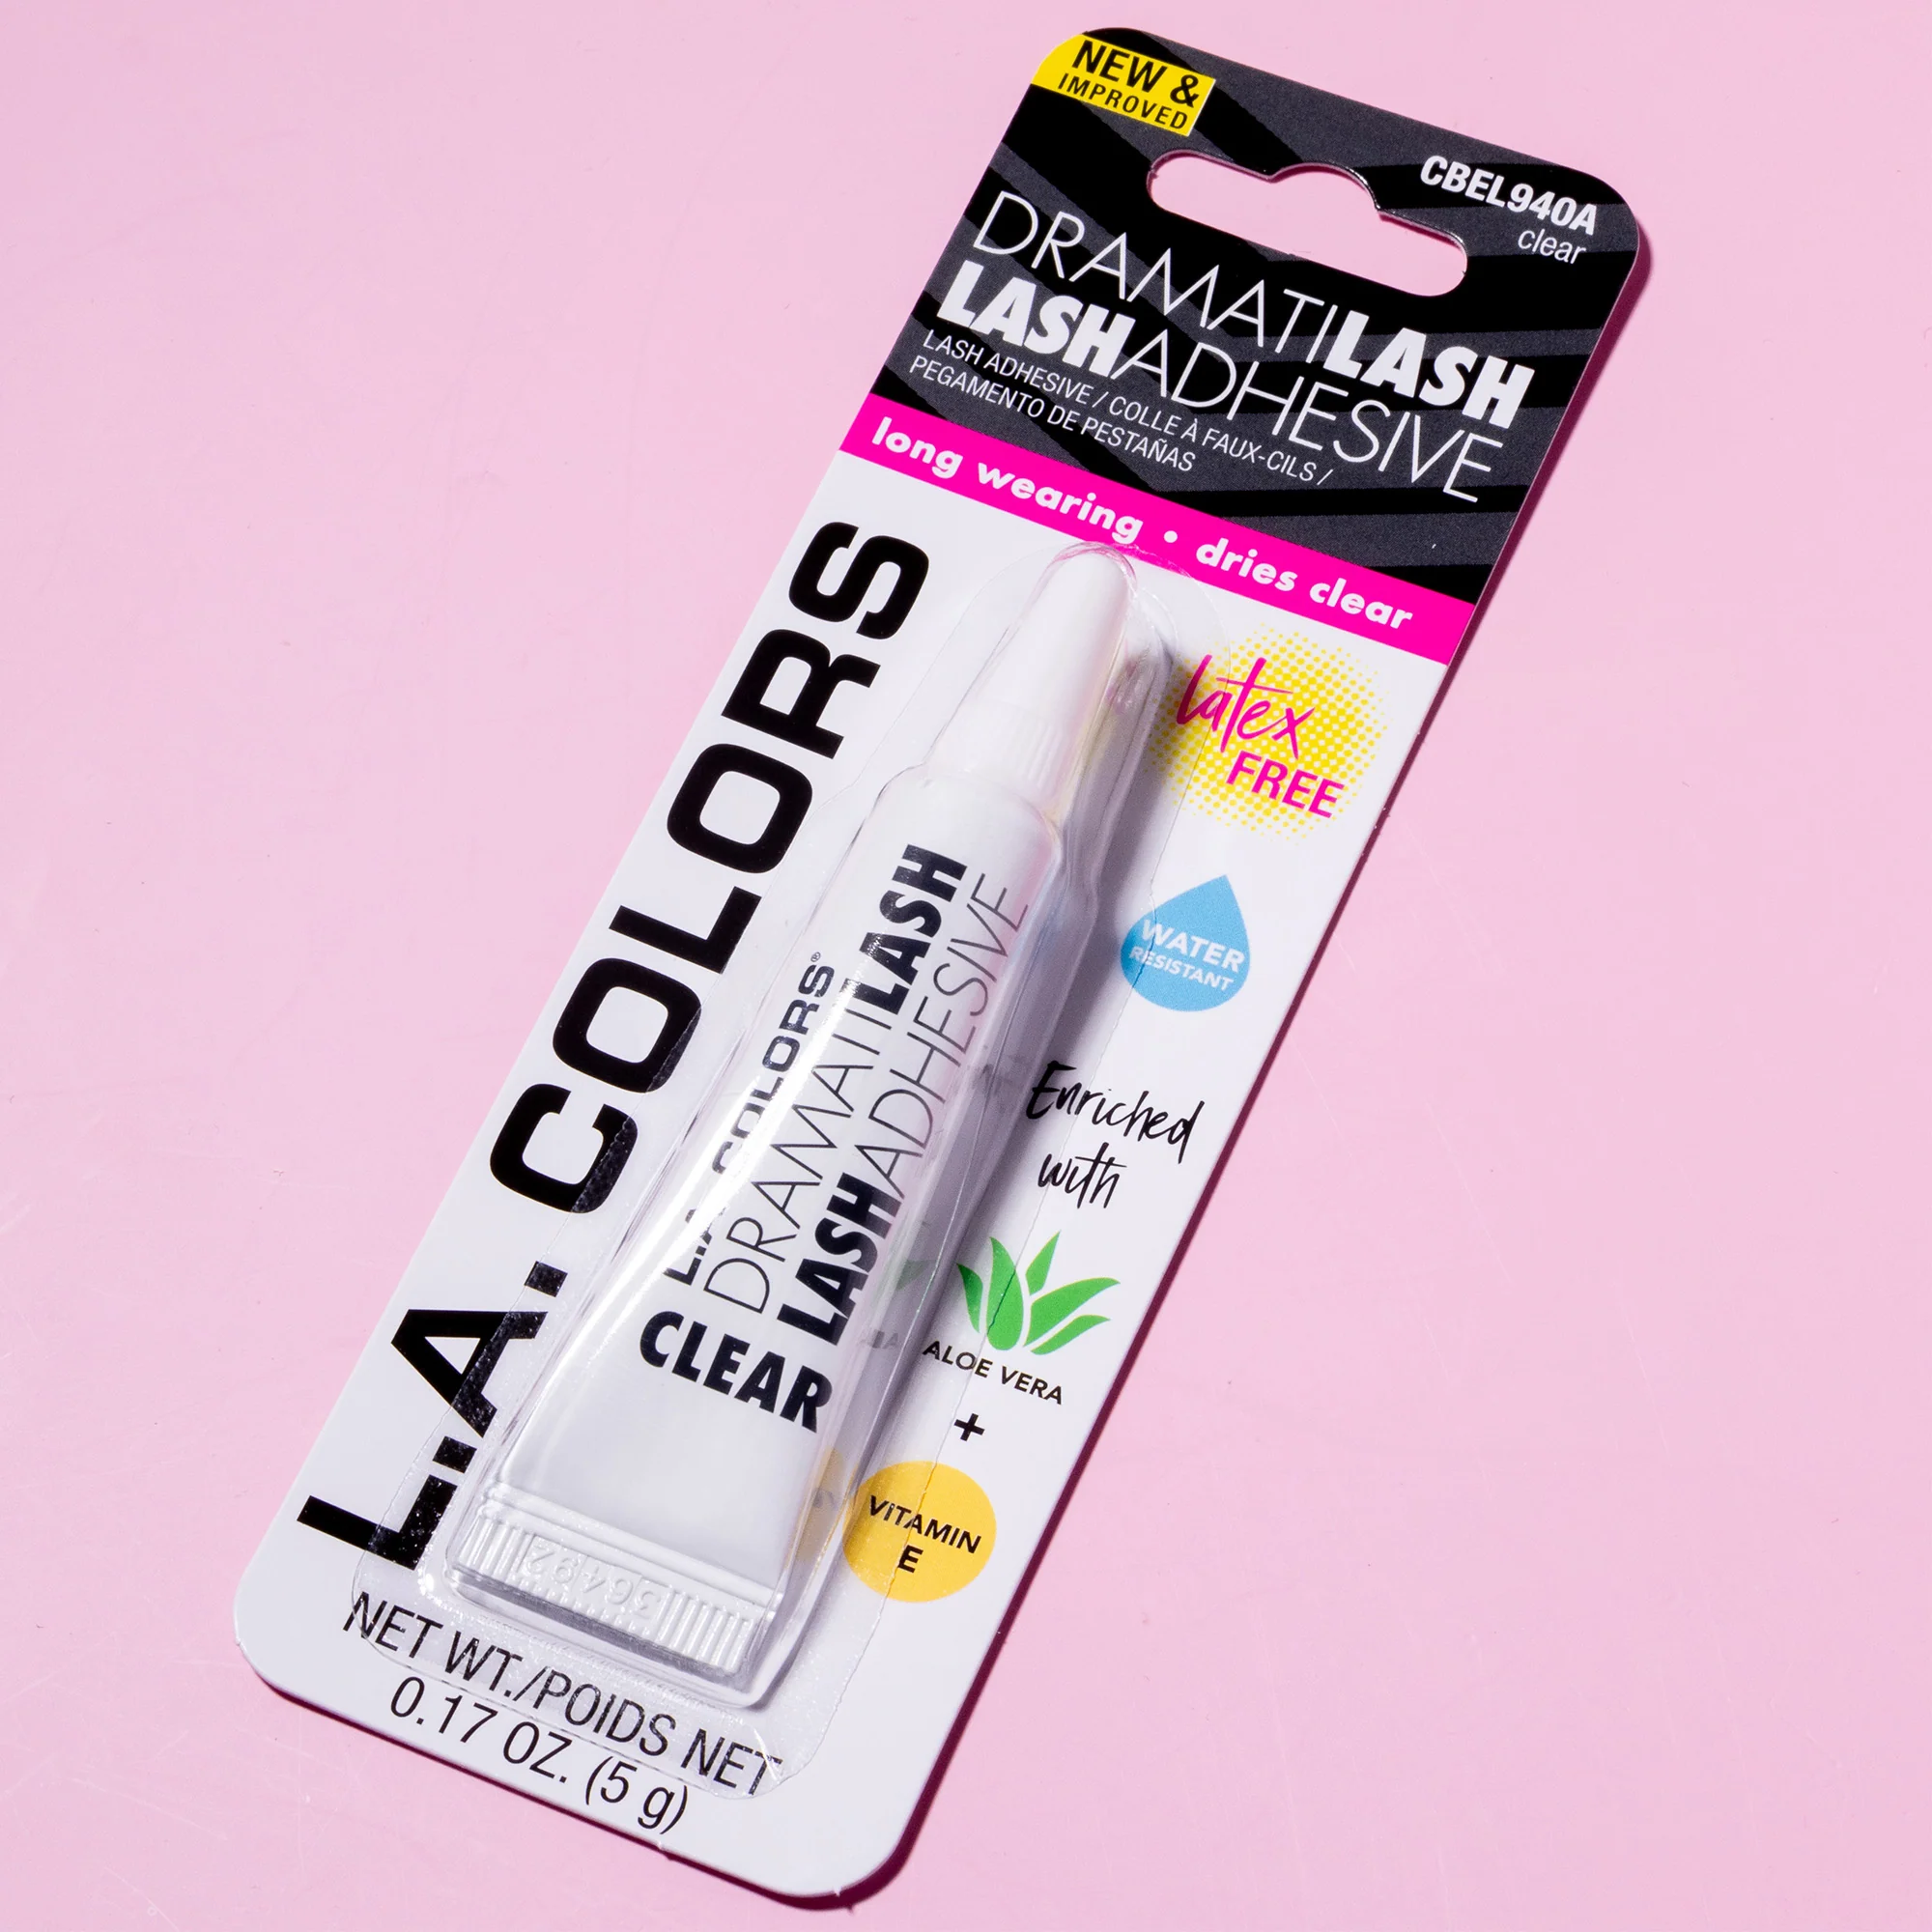 NEW &
IMPROVED
CBEL940A
clear
DRAMATILASH
LASHADHESIVE
LASH ADHESIVE / COLLE À FAUX-CILS /
PEGAMENTO DE PESTAÑAS
long wearing • dries clear
L.A. COLORS
latex
FREE
WATER
RESISTANT
Enriched
with
ALOE VERA
+
VITAMIN
E
L.A. COLORS®
DRAMATILASH
LASHADHESIVE
CLEAR
36492
NET WT./POIDS NET
0.17 OZ. (5 g)